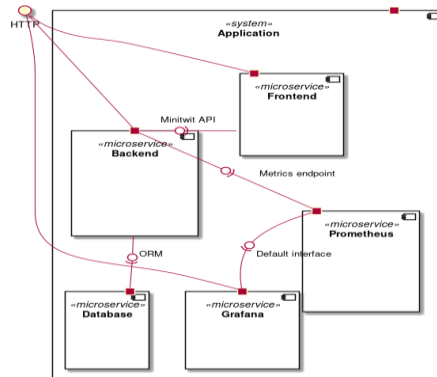 HTTP
«system»
Application
«microservice»
Frontend
Minitwit API
«microservice»
Backend
Metrics endpoint
«microservice»
Prometheus
ORM
Default interface
«microservice»
Database
«microservice»
Grafana